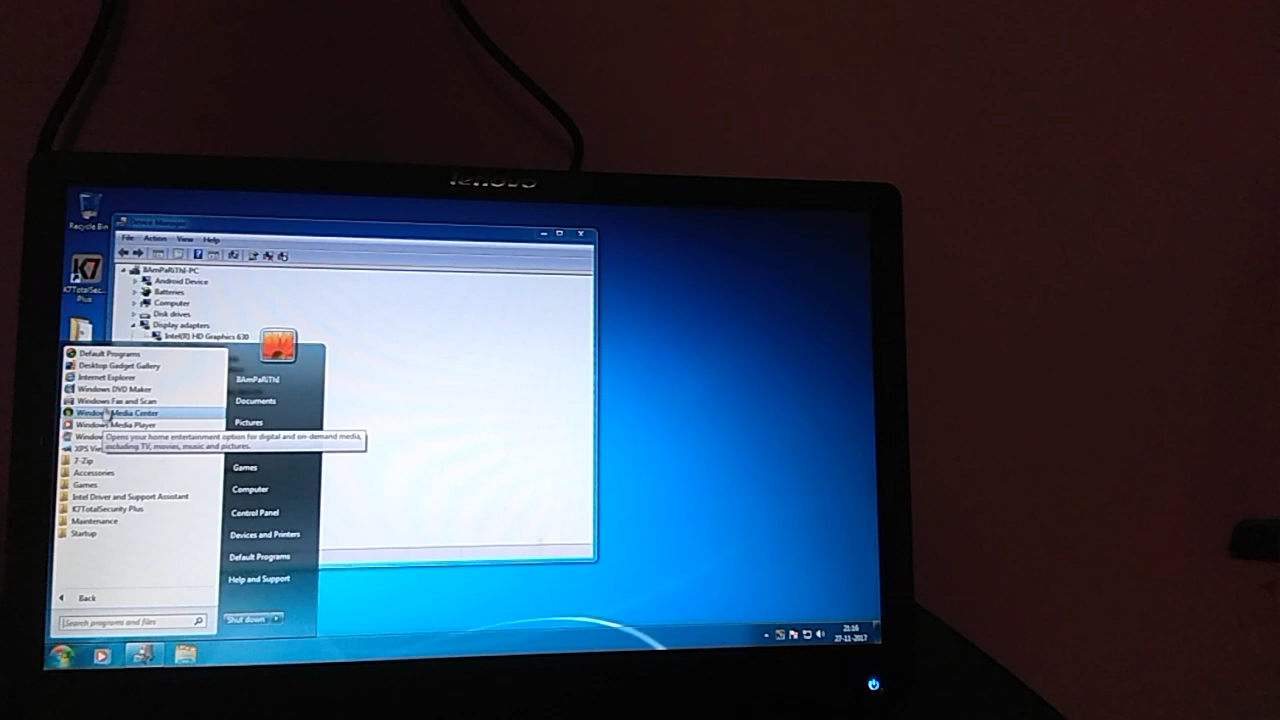 lenovo
Recycle Bin
Device Manager
File Action View Help
K7TotalSec...
Plus
IlAmPaRiThI-PC
Android Device
Batteries
Computer
Disk drives
Display adapters
Intel(R) HD Graphics 630
Default Programs
Desktop Gadget Gallery
Internet Explorer
Windows DVD Maker
Windows Fax and Scan
Windows Media Center
Windows Media Player
Window
XPS Vie
7-Zip
Accessories
Games
Intel Driver and Support Assistant
K7TotalSecurity Plus
Maintenance
Startup
Back
Search programs and files
Opens your home entertainment option for digital and on-demand media,
including TV, movies, music and pictures.
IlAmPaRiThI
Documents
Pictures
Games
Computer
Control Panel
Devices and Printers
Default Programs
Help and Support
Shut down
21:16
27-11-2017